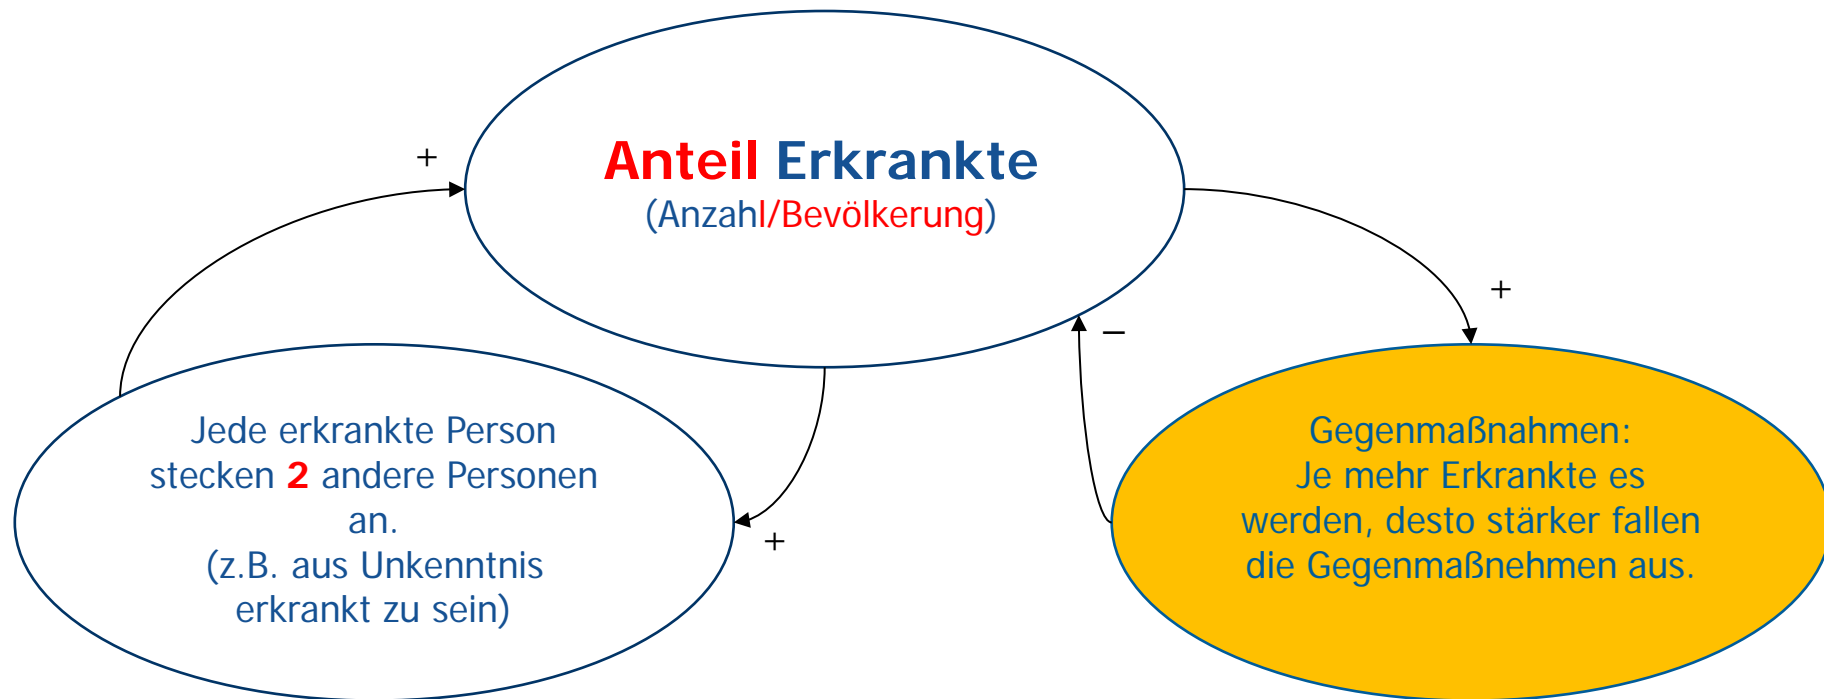 +
Anteil Erkrankte
(Anzahl/Bevölkerung)
+
–
Jede erkrankte Person
stecken 2 andere Personen
an.
(z.B. aus Unkenntnis
erkrankt zu sein)
+
Gegenmaßnahmen:
Je mehr Erkrankte es
werden, desto stärker fallen
die Gegenmaßnehmen aus.